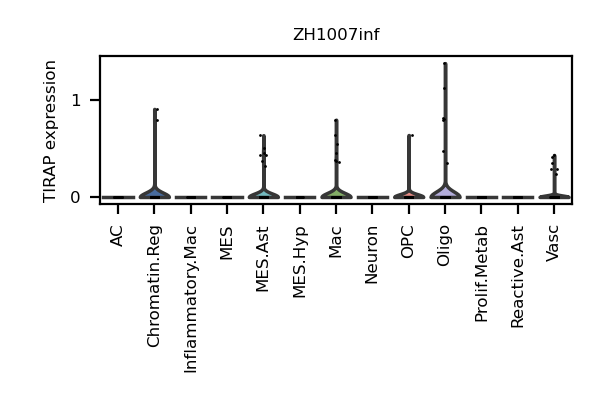 ZH1007inf
TIRAP expression
1
0
AC
Chromatin.Reg
Inflammatory.Mac
MES
MES.Ast
MES.Hyp
Mac
Neuron
OPC
Oligo
Prolif.Metab
Reactive.Ast
Vasc